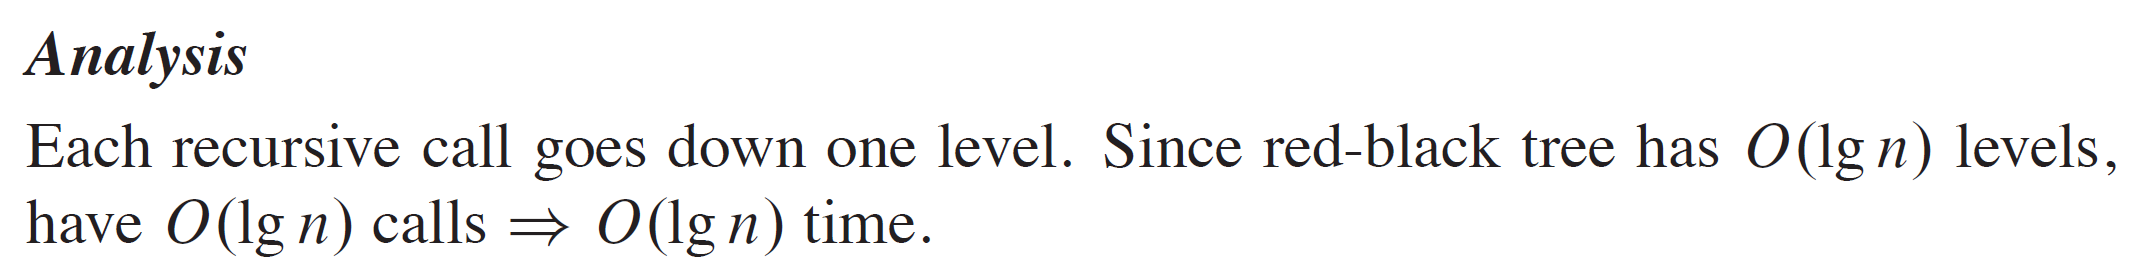 Analysis
Each recursive call goes down one level. Since red-black tree has O(lg n) levels,
have O(lg n) calls ⇒ O(lg n) time.